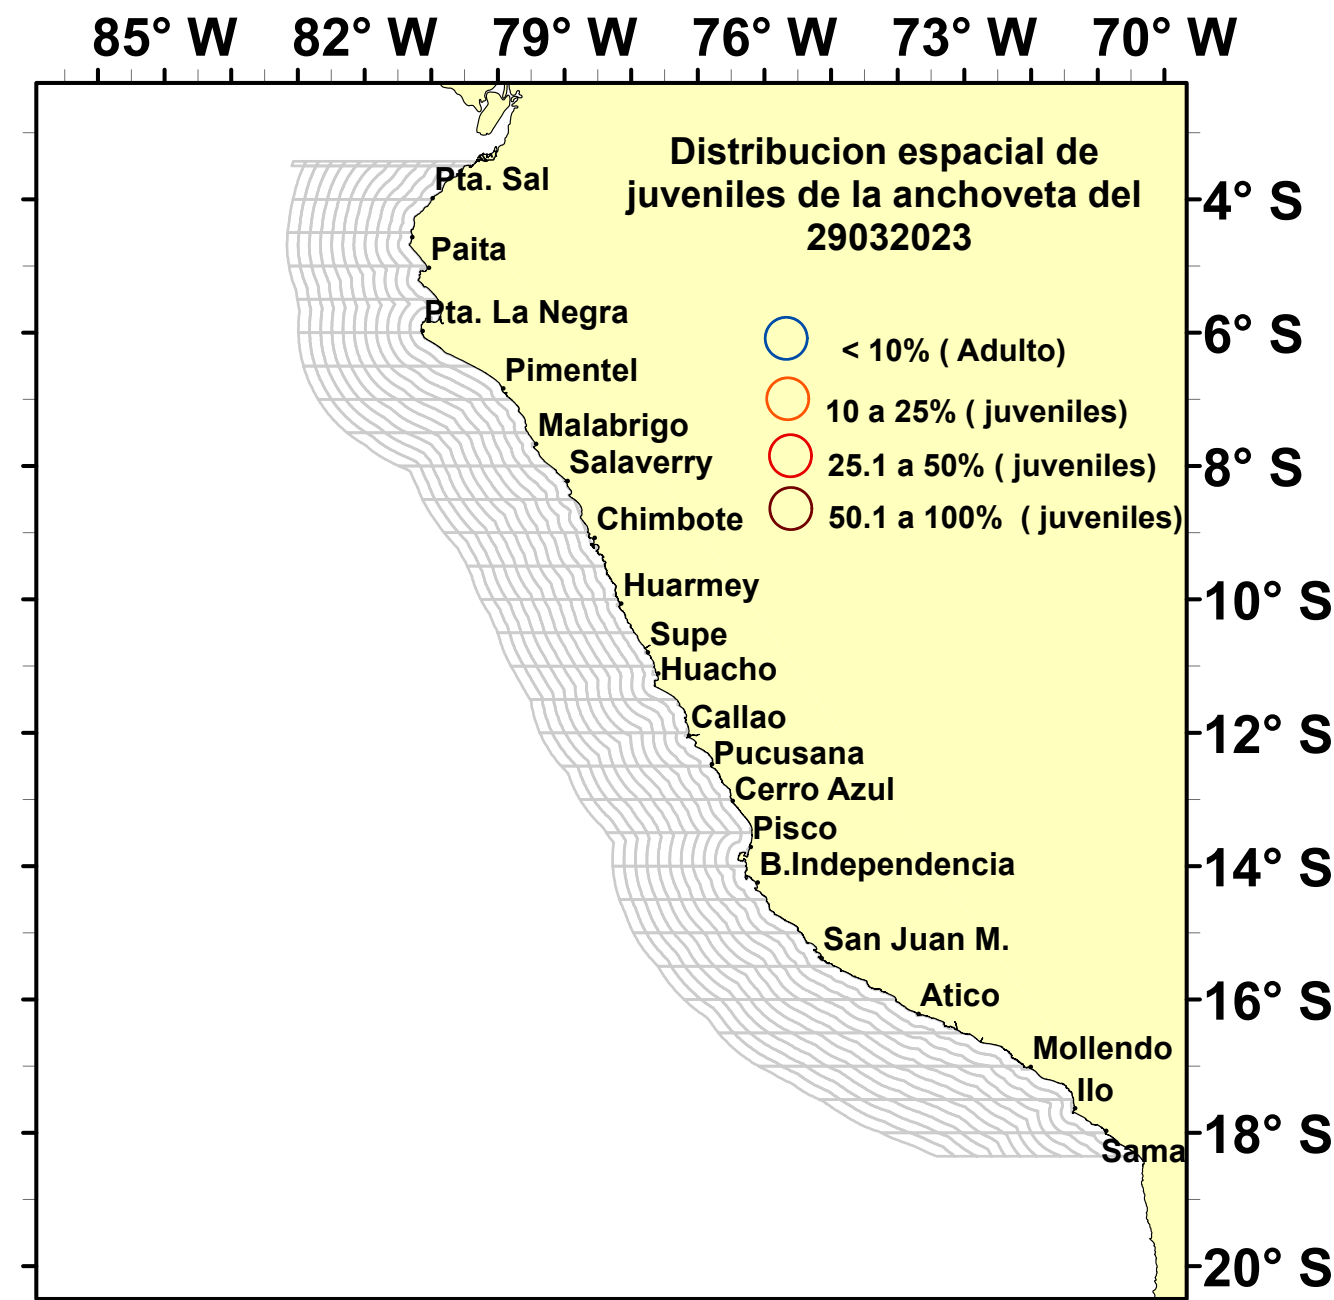 85° W 82° W 79° W 76° W 73° W 70° W
Distribucion espacial de
juveniles de la anchoveta del
29032023
< 10% ( Adulto)
10 a 25% ( juveniles)
25.1 a 50% ( juveniles)
50.1 a 100%  ( juveniles)
Pta. Sal
Paita
Pta. La Negra
Pimentel
Malabrigo
Salaverry
Chimbote
Huarmey
Supe
Huacho
Callao
Pucusana
Cerro Azul
Pisco
B.Independencia
San Juan M.
Atico
Mollendo
Ilo
Sama
4° S
6° S
8° S
10° S
12° S
14° S
16° S
18° S
20° S